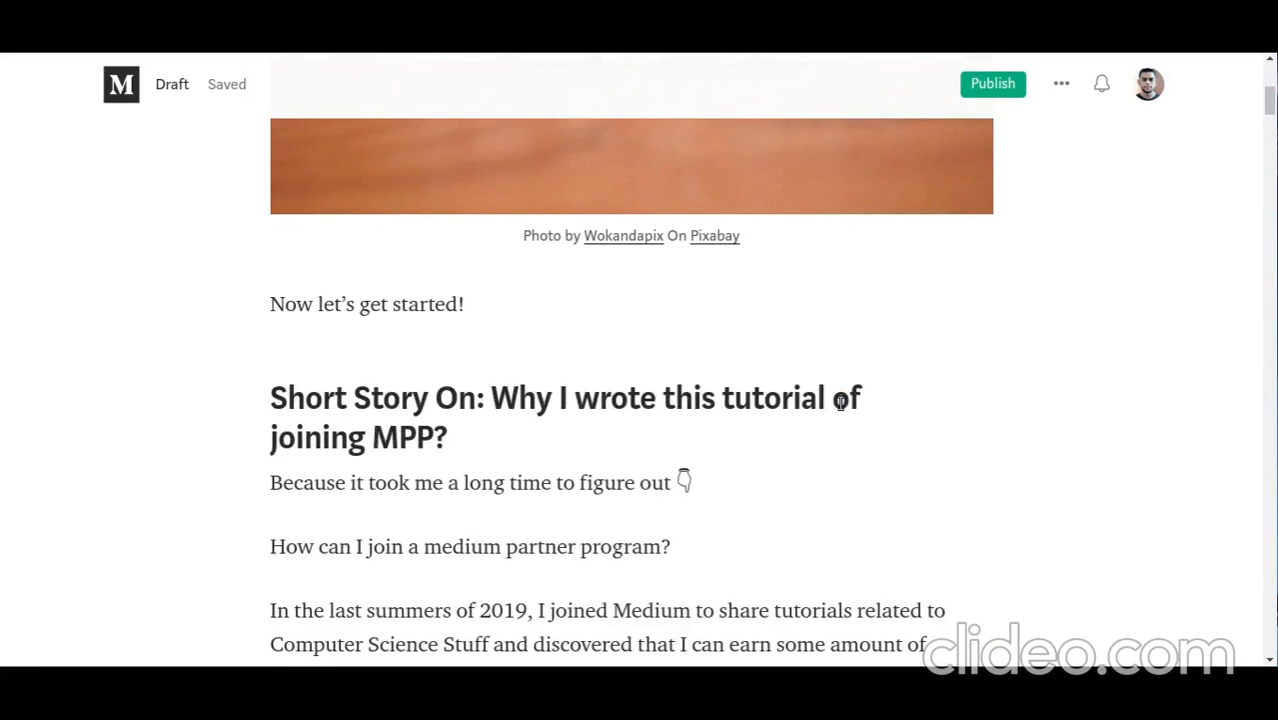 M Draft Saved Publish
Photo by Wokandapix On Pixabay
Now let’s get started!
Short Story On: Why I wrote this tutorial of
joining MPP?
Because it took me a long time to figure out 👇
How can I join a medium partner program?
In the last summers of 2019, I joined Medium to share tutorials related to
Computer Science Stuff and discovered that I can earn some amount of
clideo.com